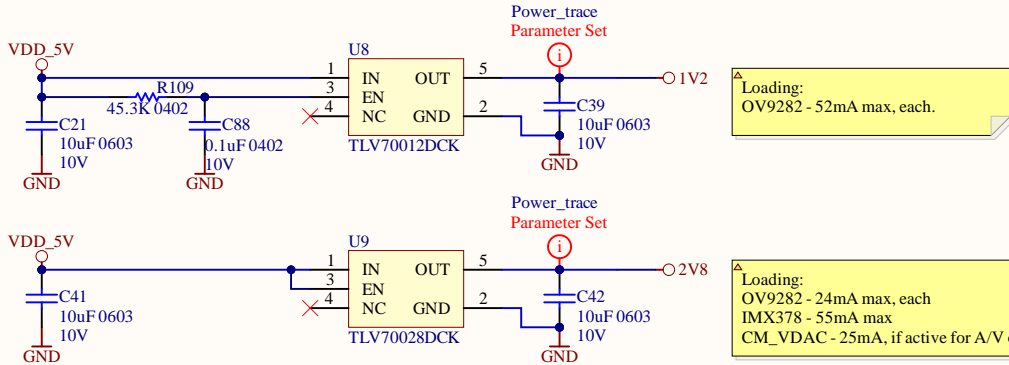 Power_trace
Parameter Set
i
VDD_5V
U8
1 IN OUT 5
1V2
R109
3 EN
45.3K 0402
4 NC GND 2
C39
10uF 0603
10V
C21
10uF 0603
10V
C88
0.1uF 0402
10V
TLV70012DCK
GND
GND
GND
Loading:
OV9282 - 52mA max, each.
Power_trace
Parameter Set
i
VDD_5V
U9
1 IN OUT 5
2V8
3 EN
4 NC GND 2
C41
10uF 0603
10V
C42
10uF 0603
10V
TLV70028DCK
GND
GND
Loading:
OV9282 - 24mA max, each
IMX378 - 55mA max
CM_VDAC - 25mA, if active for A/V